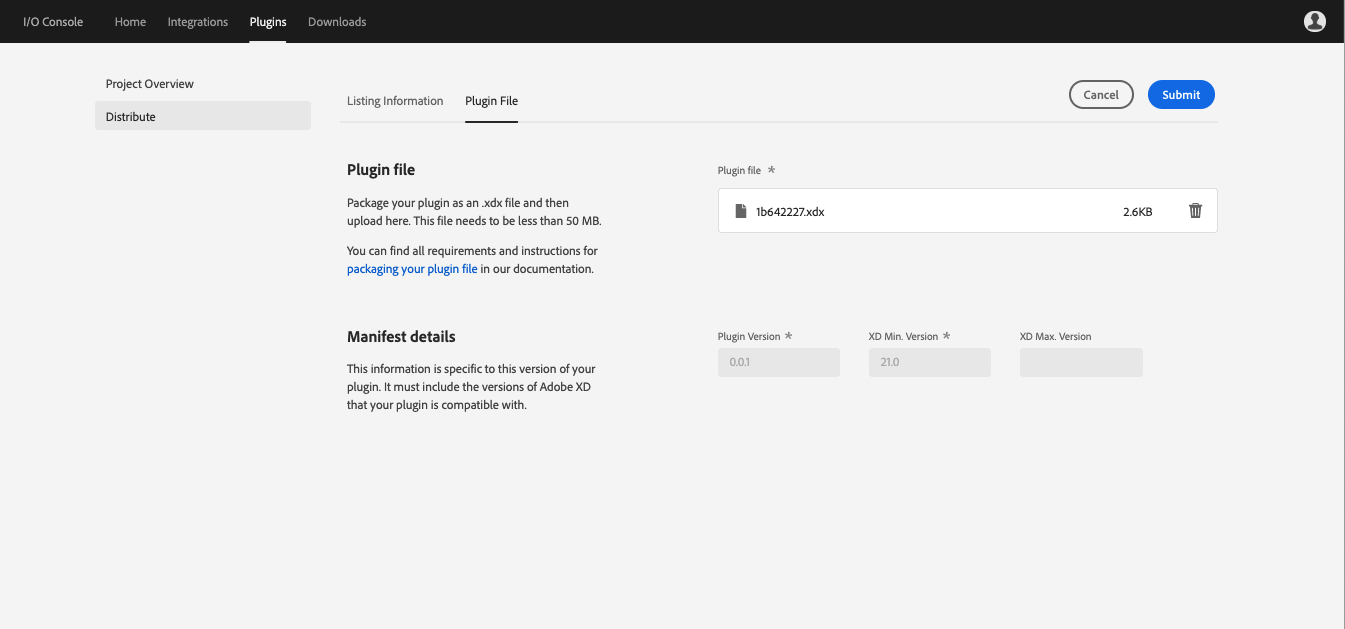 I/O Console Home Integrations Plugins Downloads
Project Overview
Distribute
Listing Information Plugin File
Cancel Submit
Plugin file
Package your plugin as an .xdx file and then
upload here. This file needs to be less than 50 MB.
You can find all requirements and instructions for
packaging your plugin file in our documentation.
Plugin file *
1b642227.xdx 2.6KB
Manifest details
This information is specific to this version of your
plugin. It must include the versions of Adobe XD
that your plugin is compatible with.
Plugin Version * XD Min. Version * XD Max. Version
0.0.1 21.0